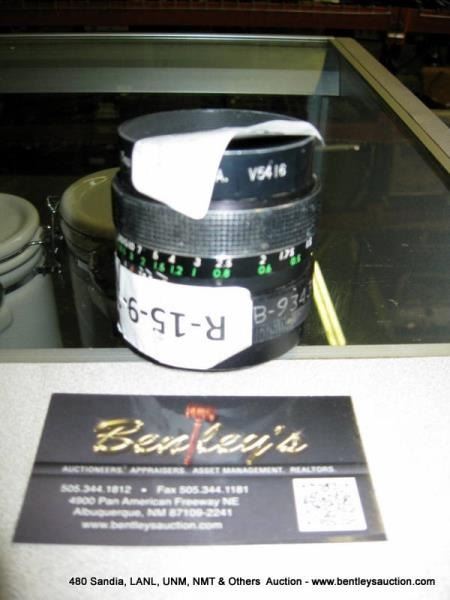 A. V5416
7 5 4 3 2.5 2 1.75
2 1.6 1.2 1 0.8 0.6 0.5
R-15-9-
B-934
Bentley's
AUCTIONEERS. APPRAISERS. ASSET MANAGEMENT. REALTORS.
505.344.1812 • Fax 505.344.1181
4900 Pan American Freeway NE
Albuquerque, NM 87109-2241
www.bentleysauction.com
480 Sandia, LANL, UNM, NMT & Others Auction - www.bentleysauction.com